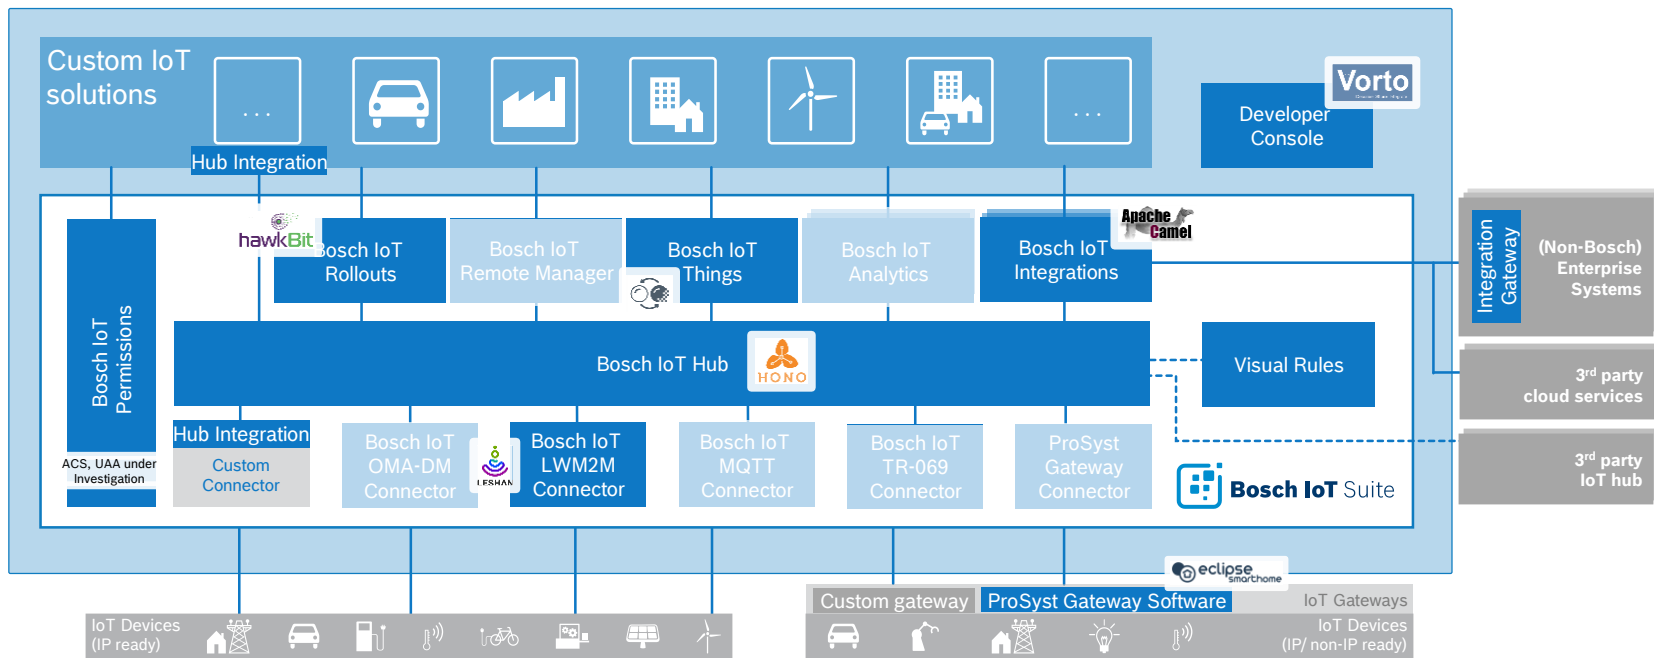 Custom IoT
solutions
...
...
Hub Integration
Vorto
Developer
Console
hawkBit
Bosch IoT
Rollouts
Bosch IoT
Remote Manager
Bosch IoT
Things
Bosch IoT
Analytics
Bosch IoT
Integrations
Apache
Camel
Integration
Gateway
(Non-Bosch)
Enterprise
Systems
Bosch IoT
Permissions
ACS, UAA under
Investigation
Bosch IoT Hub
HONO
Visual Rules
3rd party
cloud services
Hub Integration
Custom
Connector
Bosch IoT
OMA-DM
Connector
LESHAN
Bosch IoT
LWM2M
Connector
Bosch IoT
MQTT
Connector
Bosch IoT
TR-069
Connector
ProSyst
Gateway
Connector
Bosch IoT Suite
3rd party
IoT hub
eclipse
smarthome
Custom gateway
ProSyst Gateway Software
IoT Gateways
IoT Devices
(IP ready)
IoT Devices
(IP/ non-IP ready)